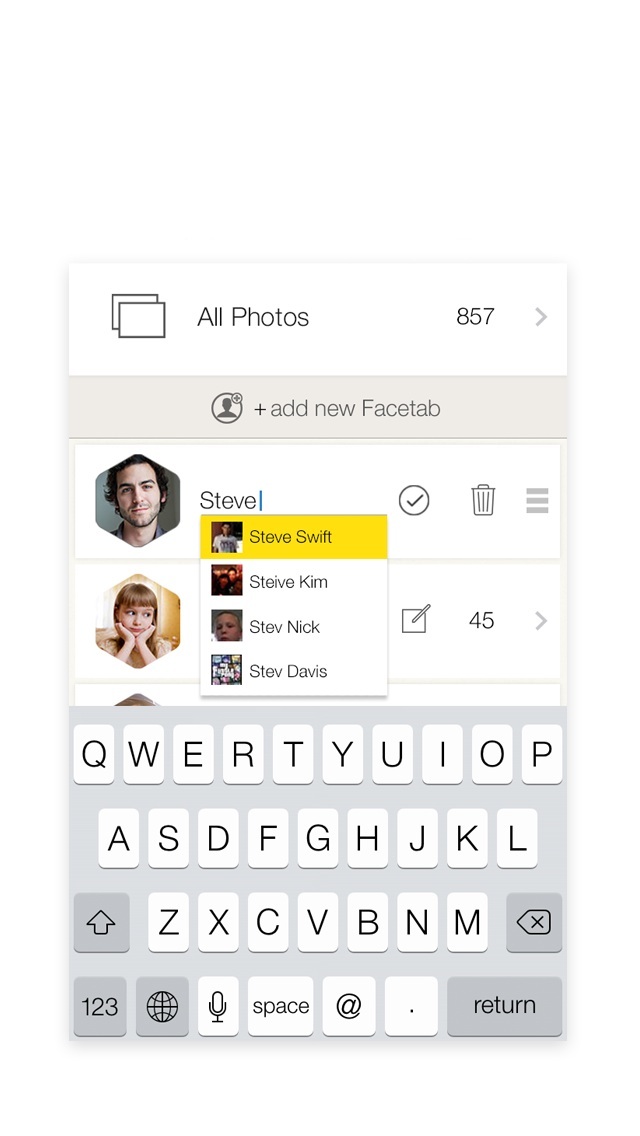 All Photos 857
+ add new Facetab
Steve
Steve Swift
Steive Kim
Stev Nick
45
Stev Davis
Q W E R T Y U I O P
A S D F G H J K L
Z X C V B N M
123 space @ . return